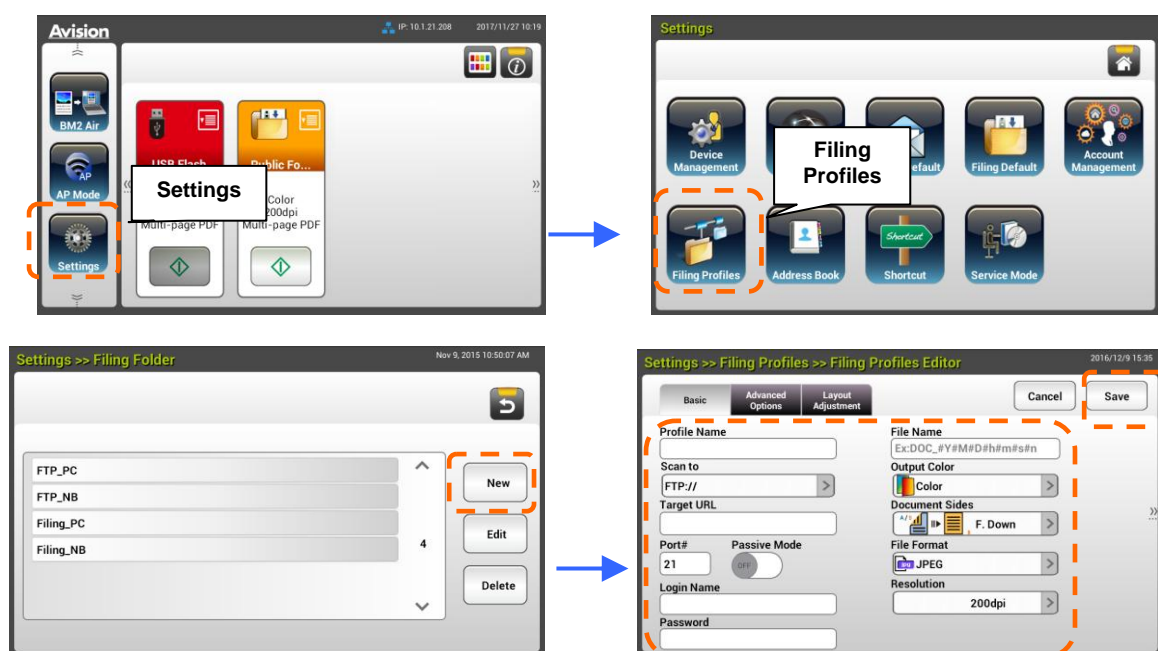 Avision
IP: 10.1.21.208 2017/11/27 10:19
BM2 Air
AP
AP Mode
Settings
USB Flash
Public Fo...
Settings
Color
200dpi
Multi-page PDF
Multi-page PDF
Settings
Device
Management
Default
Filing Default
Account
Management
Filing
Profiles
Filing Profiles
Address Book
Shortcut
Shortcut
Service Mode
Settings >> Filing Folder
Nov 9, 2015 10:50:07 AM
FTP_PC
FTP_NB
Filing_PC
Filing_NB
4
New
Edit
Delete
Settings >> Filing Profiles >> Filing Profiles Editor
2016/12/9 15:35
Basic
Advanced
Options
Layout
Adjustment
Cancel
Save
Profile Name
Scan to
FTP://
Target URL
Port#
Passive Mode
21
OFF
Login Name
Password
File Name
Ex:DOC_#Y#M#D#h#m#s#n
Output Color
Color
Document Sides
F. Down
File Format
JPEG
Resolution
200dpi